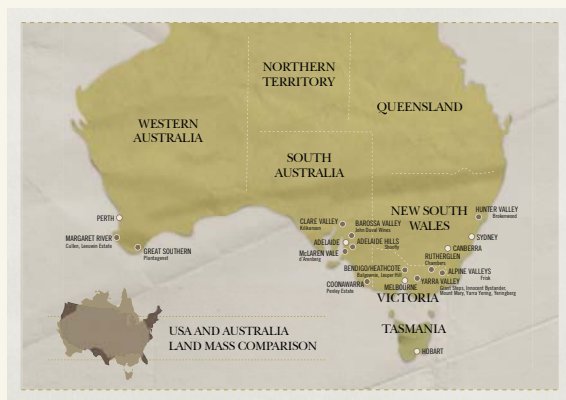 NORTHERN
TERRITORY
QUEENSLAND
WESTERN
AUSTRALIA
SOUTH
AUSTRALIA
PERTH
MARGARET RIVER
Cullen, Leeuwin Estate
GREAT SOUTHERN
Plantagenet
CLARE VALLEY
Kilikanoon
BAROSSA VALLEY
John Duval Wines
ADELAIDE
ADELAIDE HILLS
McLAREN VALE
d'Arenberg
NEW SOUTH
WALES
HUNTER VALLEY
Brokenwood
SYDNEY
CANBERRA
RUTHERGLEN
Chambers
BENDIGO/HEATHCOTE
Balgownie, Jasper Hill
ALPINE VALLEYS
Frisk
COONAWARRA
Penley Estate
YARRA VALLEY
Giant Steps, Innocent Bystander,
Mount Mary, Yarra Yering, Yeringberg
MELBOURNE
VICTORIA
TASMANIA
HOBART
USA AND AUSTRALIA
LAND MASS COMPARISON